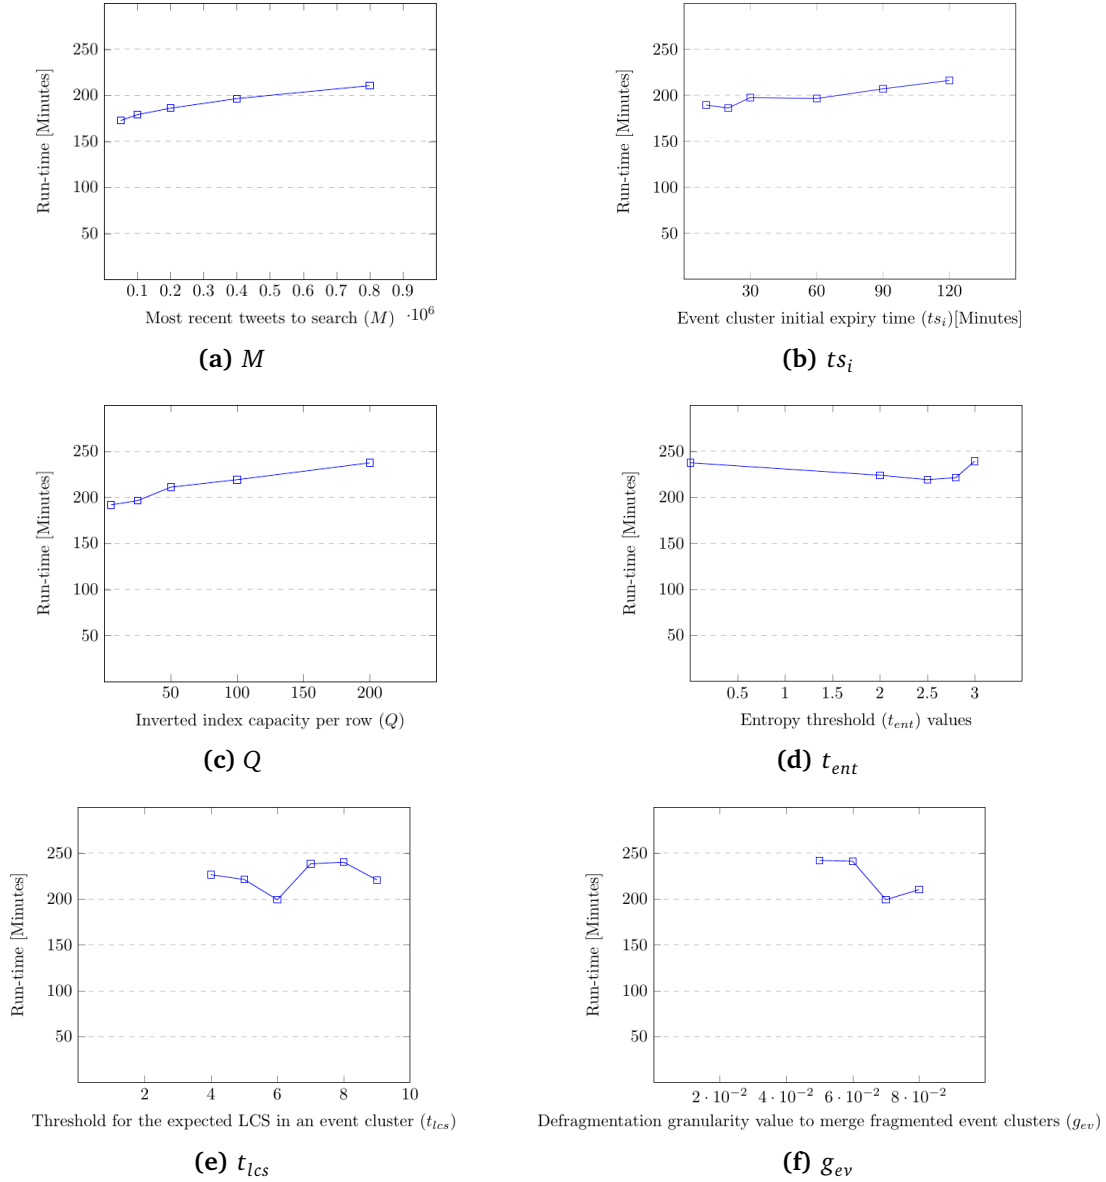 250
200
150
100
50
Run-time [Minutes]
0.1 0.2 0.3 0.4 0.5 0.6 0.7 0.8 0.9
·10⁶
Most recent tweets to search (M)
(a) M
250
200
150
100
50
Run-time [Minutes]
30 60 90 120
Event cluster initial expiry time (ts_i)[Minutes]
(b) ts_i
250
200
150
100
50
Run-time [Minutes]
50 100 150 200
Inverted index capacity per row (Q)
(c) Q
250
200
150
100
50
Run-time [Minutes]
0.5 1 1.5 2 2.5 3
Entropy threshold (t_ent) values
(d) t_ent
250
200
150
100
50
Run-time [Minutes]
2 4 6 8 10
Threshold for the expected LCS in an event cluster (t_lcs)
(e) t_lcs
250
200
150
100
50
Run-time [Minutes]
2·10⁻² 4·10⁻² 6·10⁻² 8·10⁻²
Defragmentation granularity value to merge fragmented event clusters (g_ev)
(f) g_ev